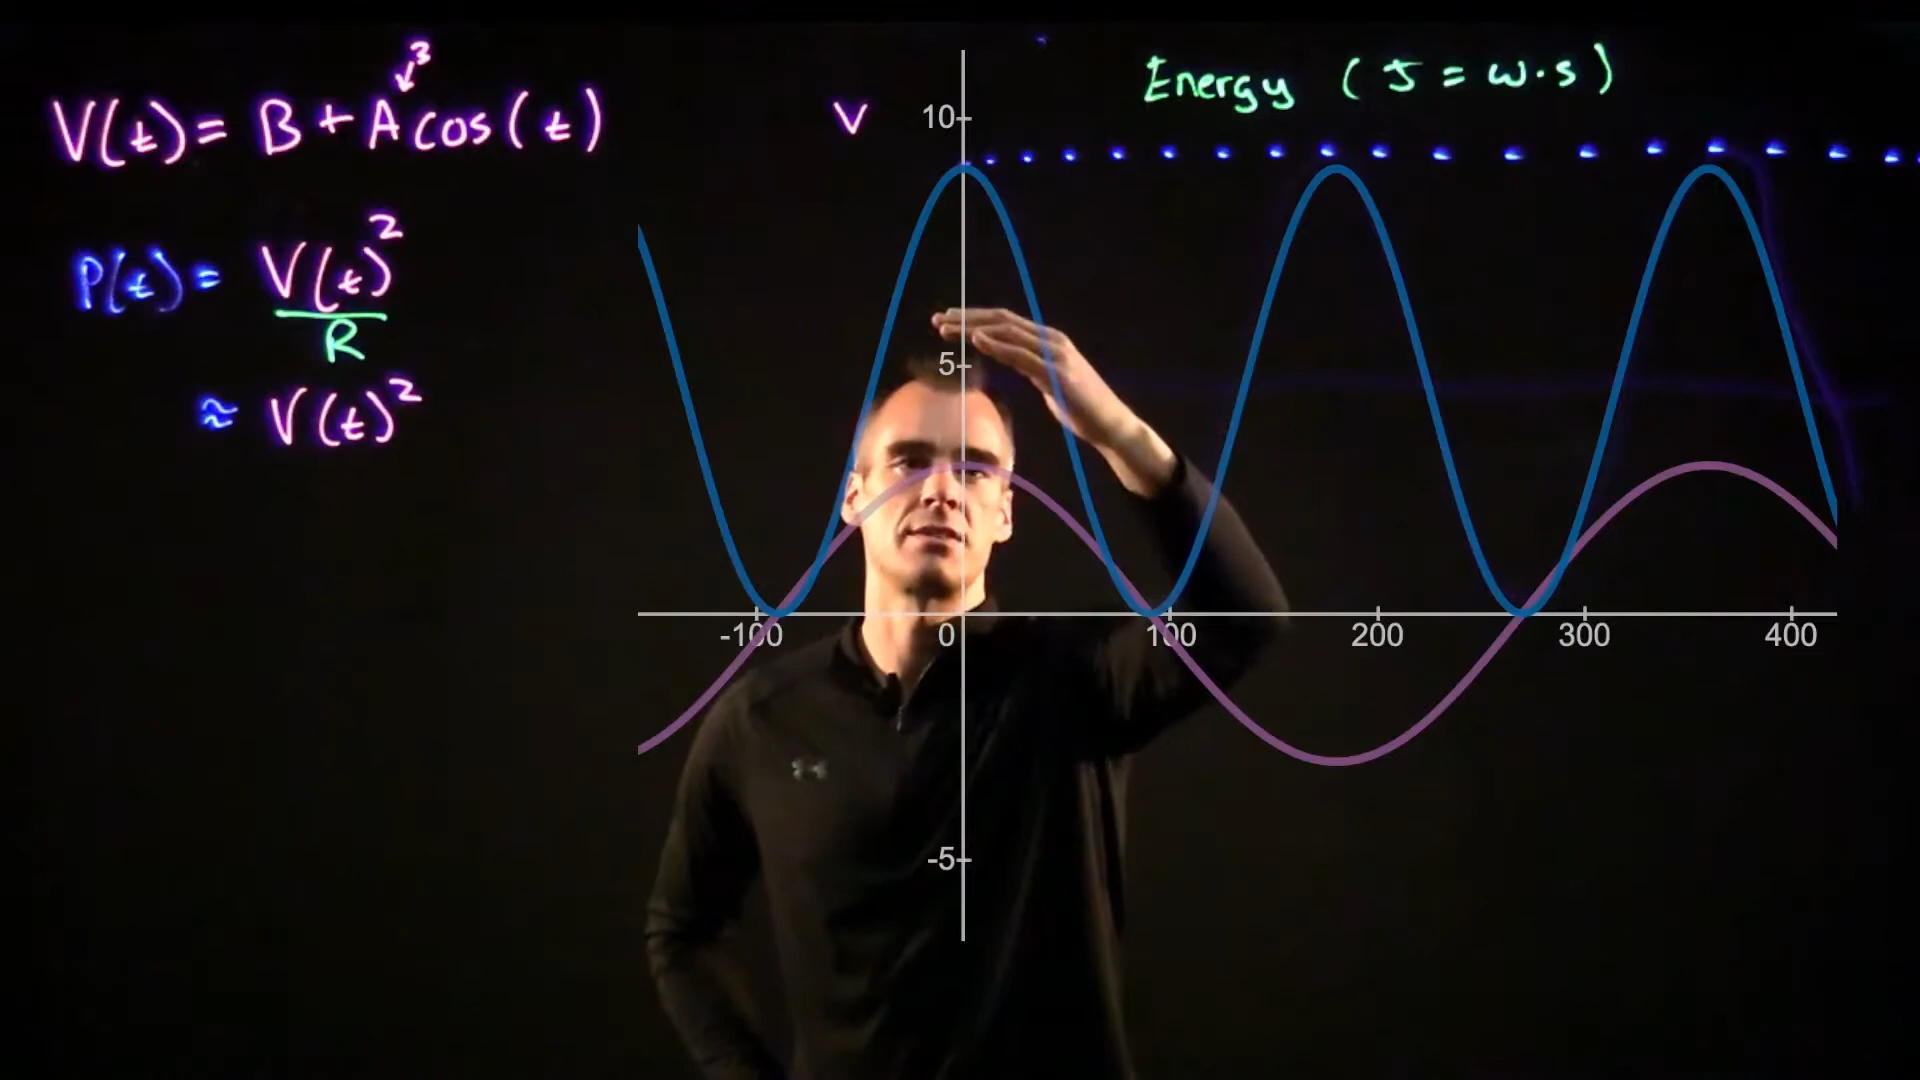 3
V(t) = B + A cos(t)
P(t) = V(t)²
R
≈ V(t)²
V
Energy (J = w·s)
10
5
-100 0 100 200 300 400
-5